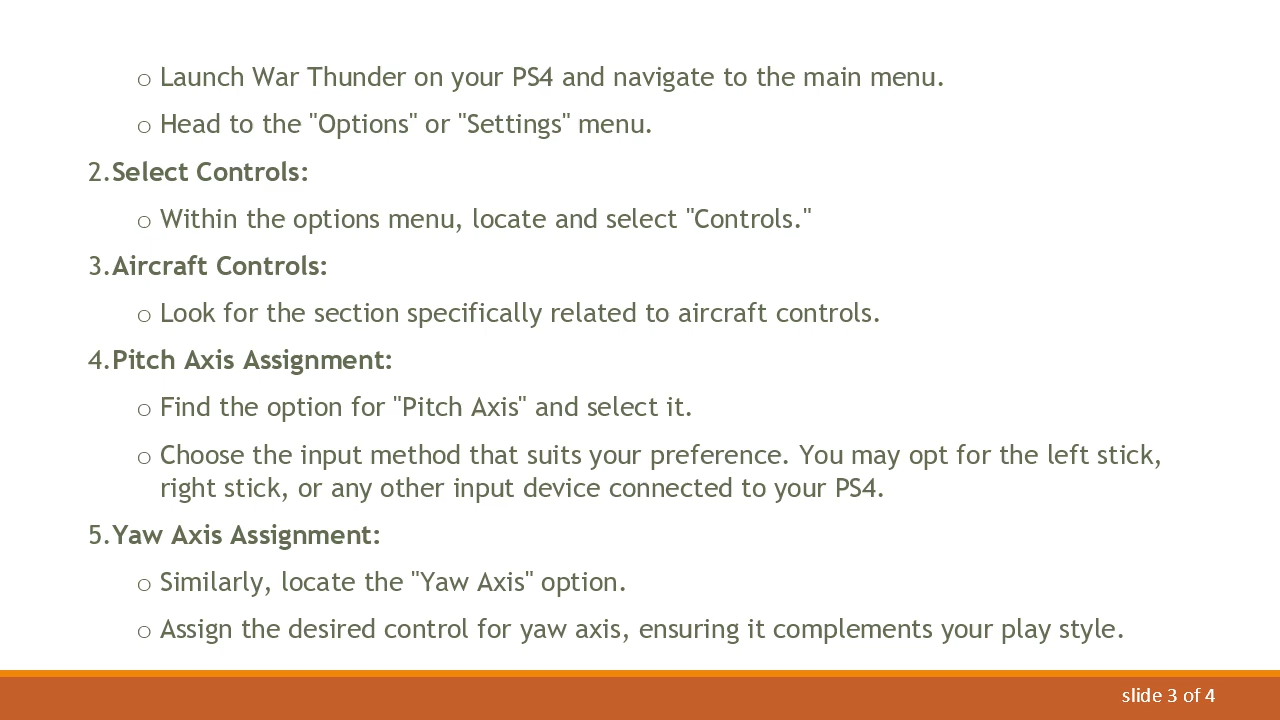 o Launch War Thunder on your PS4 and navigate to the main menu.
o Head to the "Options" or "Settings" menu.
2.Select Controls:
o Within the options menu, locate and select "Controls."
3.Aircraft Controls:
o Look for the section specifically related to aircraft controls.
4.Pitch Axis Assignment:
o Find the option for "Pitch Axis" and select it.
o Choose the input method that suits your preference. You may opt for the left stick,
right stick, or any other input device connected to your PS4.
5.Yaw Axis Assignment:
o Similarly, locate the "Yaw Axis" option.
o Assign the desired control for yaw axis, ensuring it complements your play style.
slide 3 of 4